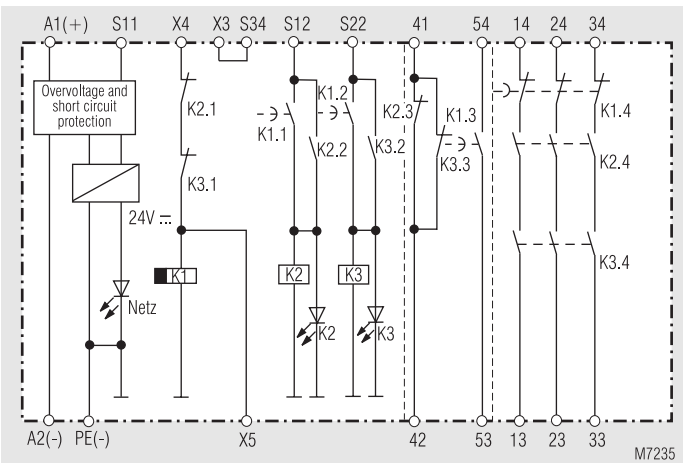 A1(+) S11 X4 X3 S34 S12 S22 41 54 14 24 34
Overvoltage and
short circuit
protection
K2.1
K1.1
K2.2
K1.2
K3.2
K2.3
K1.3
K3.3
K1.4
K2.4
K3.1
24V
K3.4
K1
K2
K3
Netz
K2
K3
A2(-) PE(-) X5 42 53 13 23 33
M7235